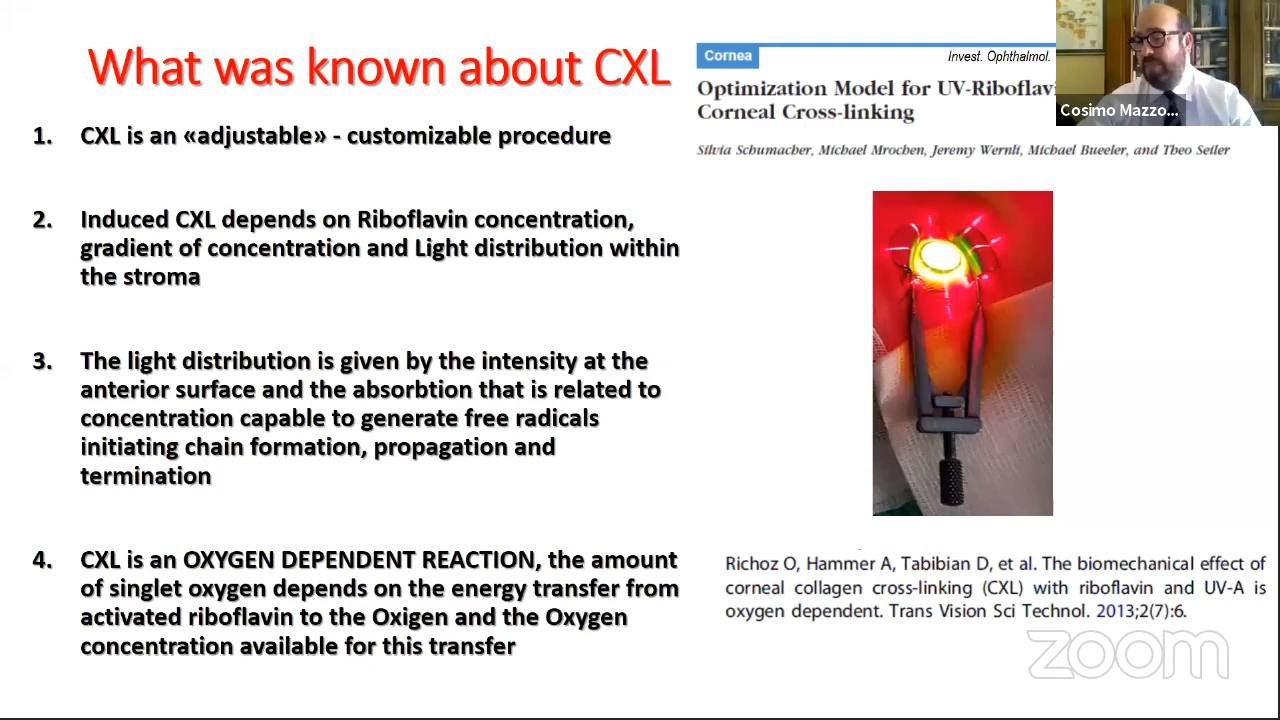 What was known about CXL
1. CXL is an «adjustable» - customizable procedure
2. Induced CXL depends on Riboflavin concentration,
gradient of concentration and Light distribution within
the stroma
3. The light distribution is given by the intensity at the
anterior surface and the absorbtion that is related to
concentration capable to generate free radicals
initiating chain formation, propagation and
termination
4. CXL is an OXYGEN DEPENDENT REACTION, the amount
of singlet oxygen depends on the energy transfer from
activated riboflavin to the Oxigen and the Oxygen
concentration available for this transfer
Cornea
Invest. Ophthalmol.
Optimization Model for UV-Riboflavi
Corneal Cross-linking
Silvia Schumacher, Michael Mrochen, Jeremy Wernli, Michael Bueeler, and Theo Seiler
Cosimo Mazzo...
Richoz O, Hammer A, Tabibian D, et al. The biomechanical effect of
corneal collagen cross-linking (CXL) with riboflavin and UV-A is
oxygen dependent. Trans Vision Sci Technol. 2013;2(7):6.
zoom